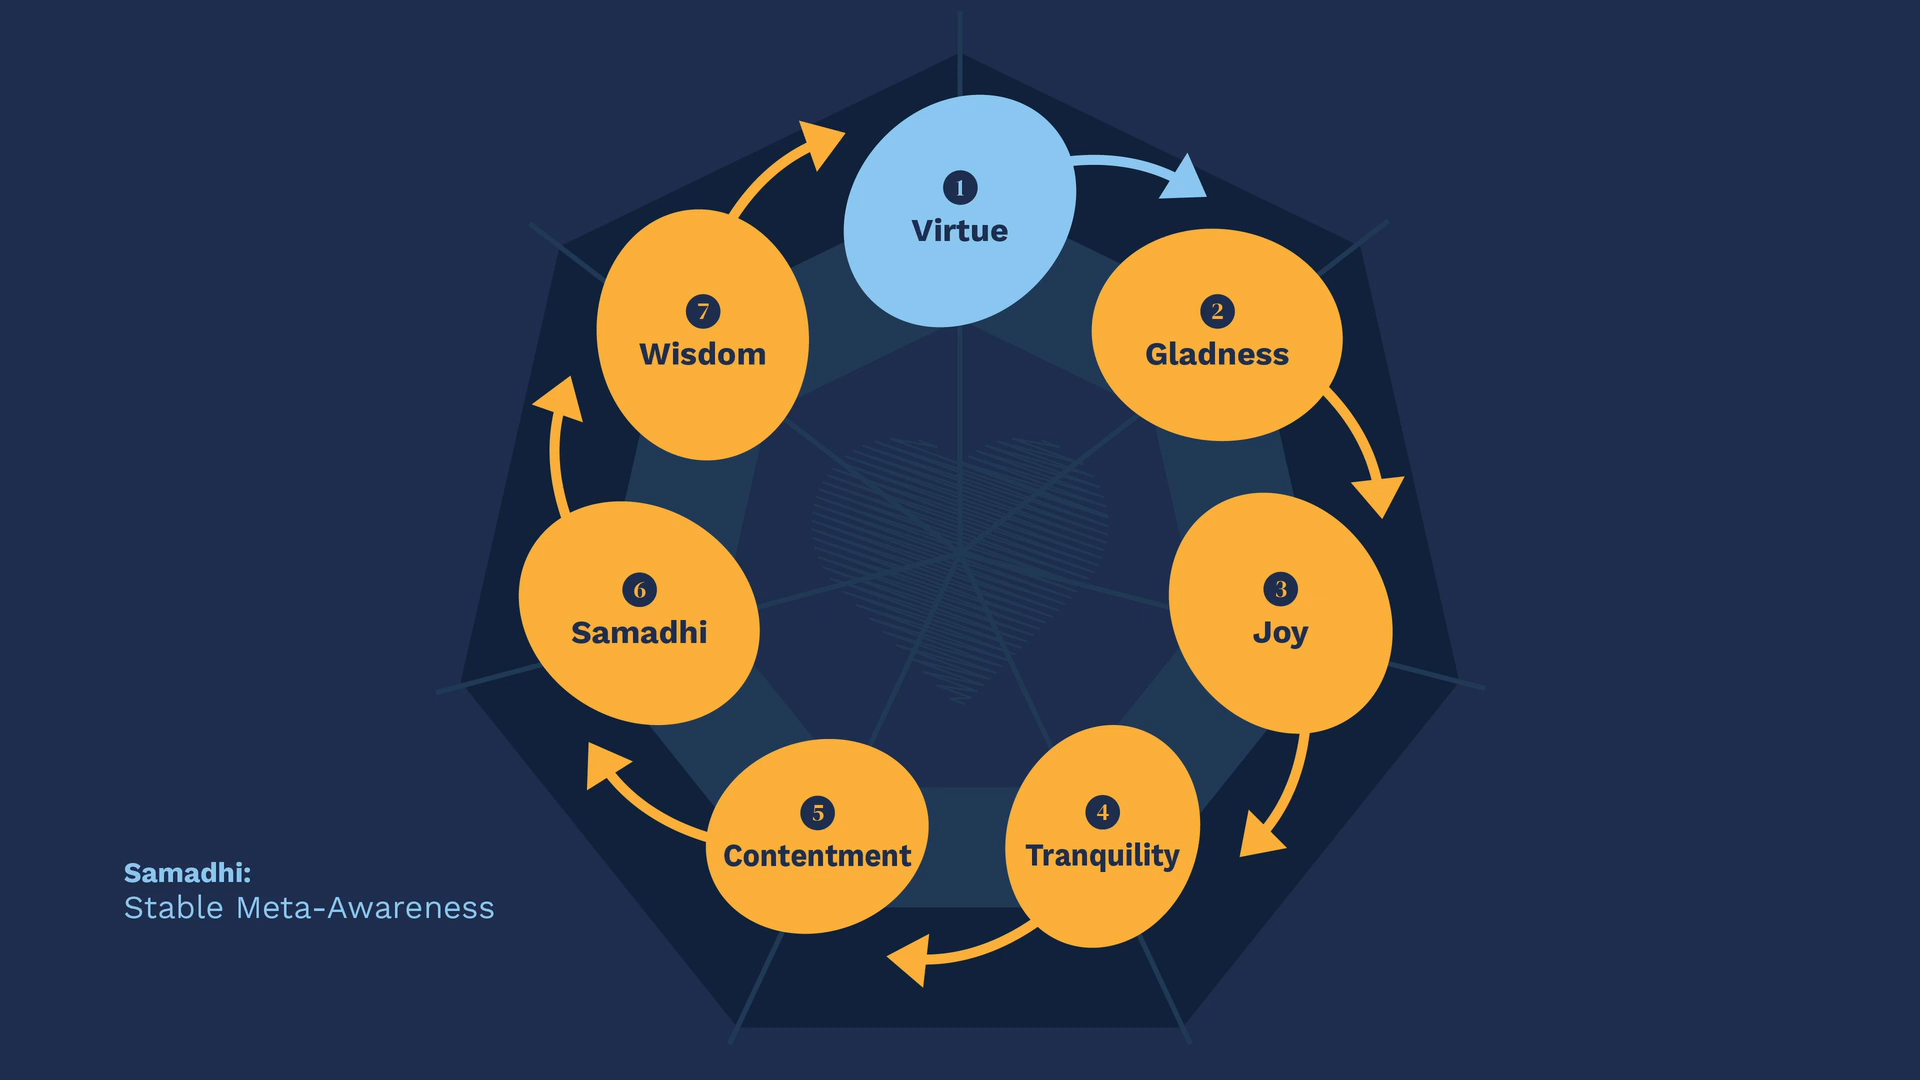 1
Virtue
2
Gladness
3
Joy
4
Tranquility
5
Contentment
6
Samadhi
7
Wisdom
Samadhi:
Stable Meta-Awareness